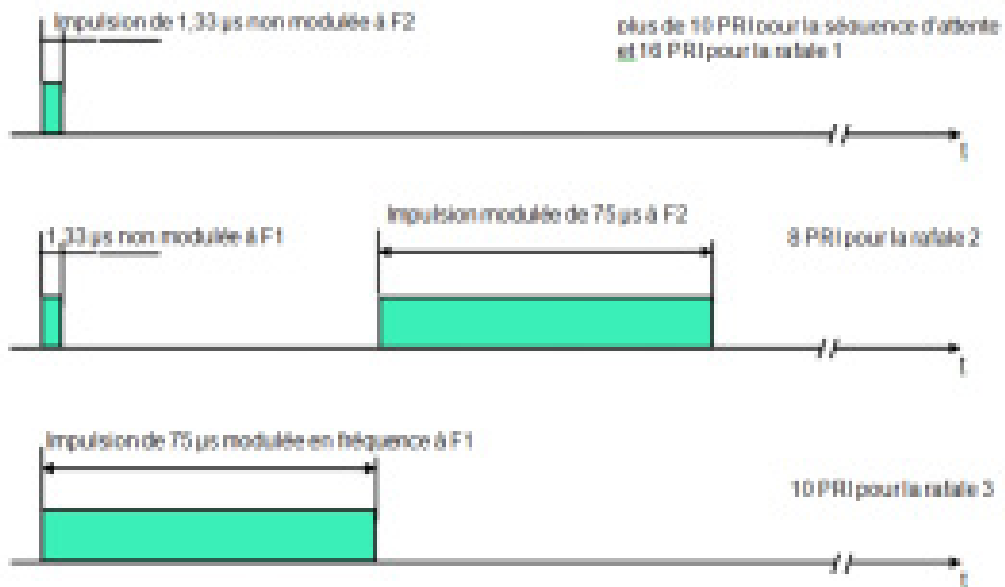 Impulsion de 1,33 µs non modulée à F2
plus de 10 PRI pour la séquence d'attente
et 16 PRI pour la rafale 1
t
Impulsion modulée de 75 µs à F2
1,33 µs non modulée à F1
8 PRI pour la rafale 2
t
Impulsion de 75 µs modulée en fréquence à F1
10 PRI pour la rafale 3
t